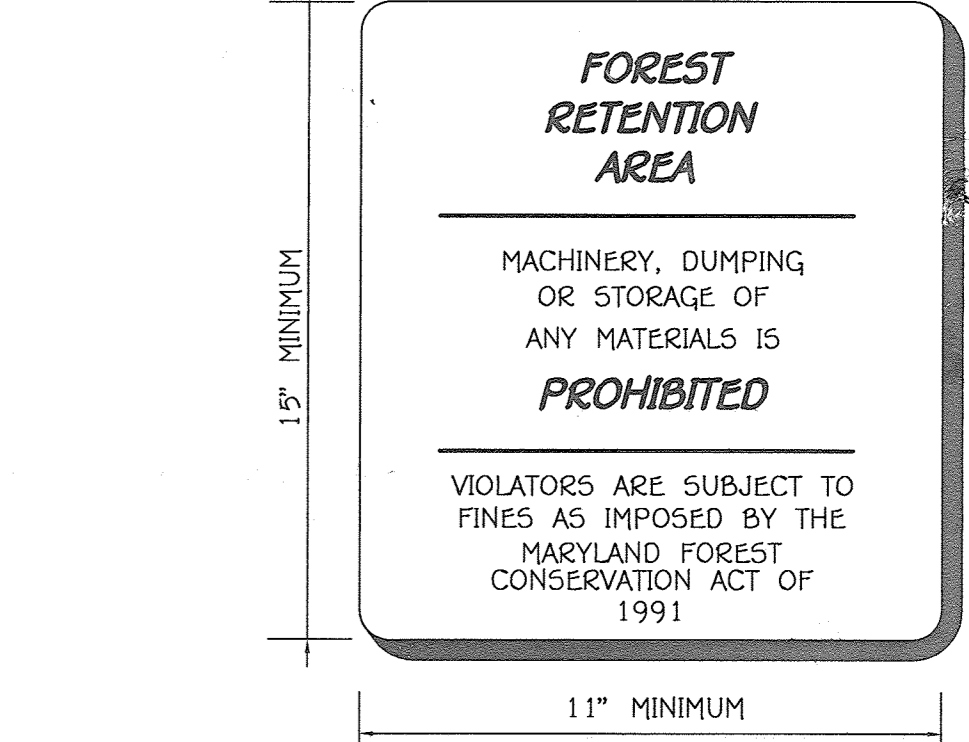 FOREST
RETENTION
AREA
MACHINERY, DUMPING
OR STORAGE OF
ANY MATERIALS IS
PROHIBITED
VIOLATORS ARE SUBJECT TO
FINES AS IMPOSED BY THE
MARYLAND FOREST
CONSERVATION ACT OF
1991
15" MINIMUM
11" MINIMUM